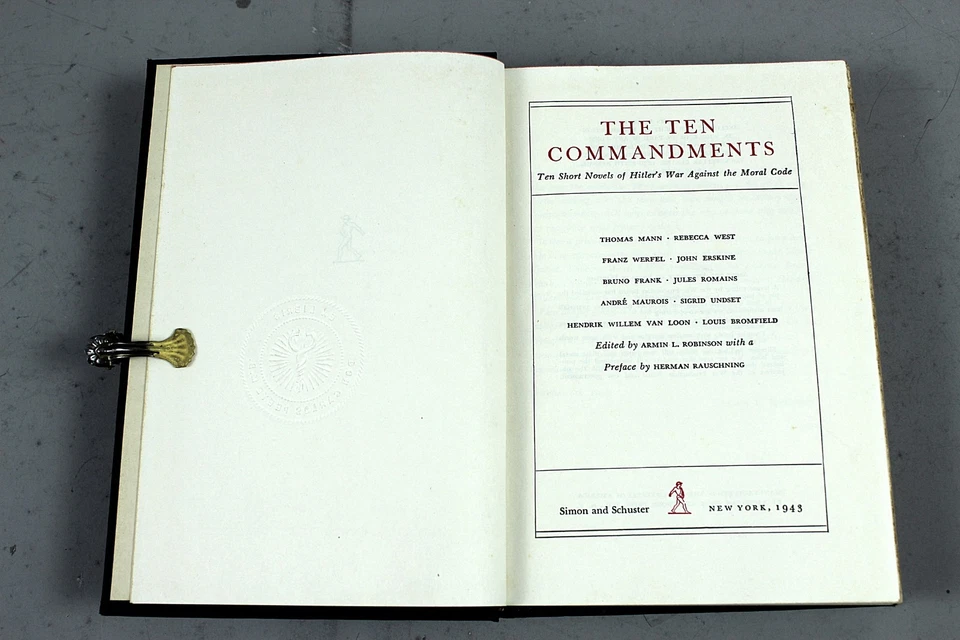 THE TEN
COMMANDMENTS
Ten Short Novels of Hitler's War Against the Moral Code
THOMAS MANN · REBECCA WEST
FRANZ WERFEL · JOHN ERSKINE
BRUNO FRANK · JULES ROMAINS
ANDRÉ MAUROIS · SIGRID UNDSET
HENDRIK WILLEM VAN LOON · LOUIS BROMFIELD
Edited by ARMIN L. ROBINSON with a
Preface by HERMAN RAUSCHNING
Simon and Schuster NEW YORK, 1943